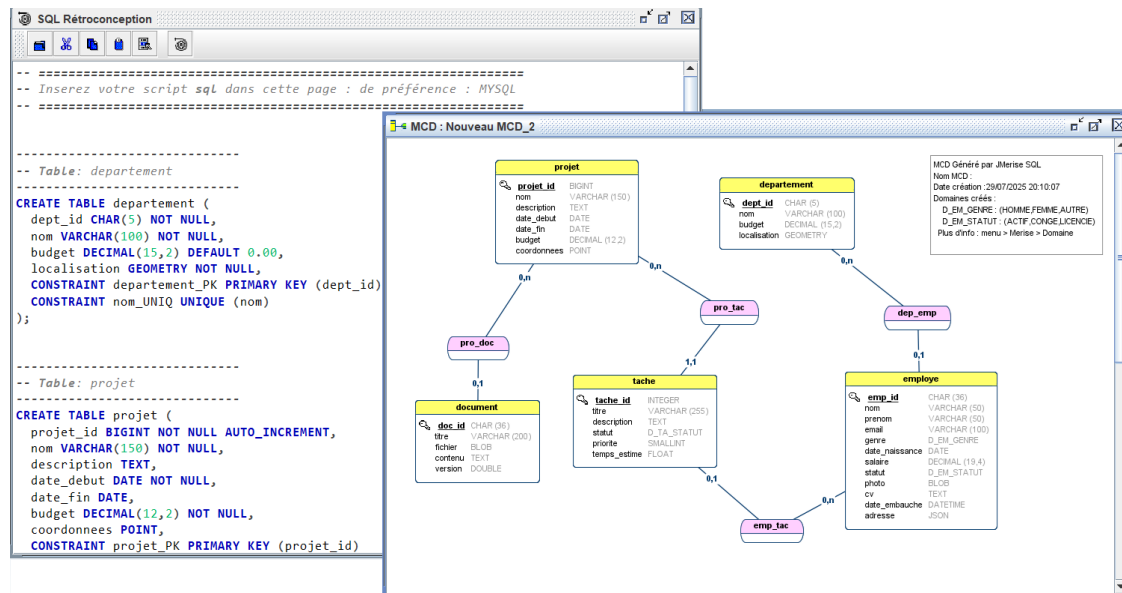 SQL Rétroconception
-- =================================================================
-- Inserez votre script sql dans cette page : de préférence : MYSQL
-- =================================================================
------------------------------
-- Table: departement
------------------------------
CREATE TABLE departement (
dept_id CHAR(5) NOT NULL,
nom VARCHAR(100) NOT NULL,
budget DECIMAL(15,2) DEFAULT 0.00,
localisation GEOMETRY NOT NULL,
CONSTRAINT departement_PK PRIMARY KEY (dept_id)
CONSTRAINT nom_UNIQ UNIQUE (nom)
);
------------------------------
-- Table: projet
------------------------------
CREATE TABLE projet (
projet_id BIGINT NOT NULL AUTO_INCREMENT,
nom VARCHAR(150) NOT NULL,
description TEXT,
date_debut DATE NOT NULL,
date_fin DATE,
budget DECIMAL(12,2) NOT NULL,
coordonnees POINT,
CONSTRAINT projet_PK PRIMARY KEY (projet_id)
MCD : Nouveau MCD_2
projet
projet_id BIGINT
nom VARCHAR (150)
description TEXT
date_debut DATE
date_fin DATE
budget DECIMAL (12,2)
coordonnees POINT
departement
dept_id CHAR (5)
nom VARCHAR (100)
budget DECIMAL (15,2)
localisation GEOMETRY
MCD Généré par JMerise SQL
Nom MCD :
Date création :29/07/2025 20:10:07
Domaines créés :
D_EM_GENRE : (HOMME,FEMME,AUTRE)
D_EM_STATUT : (ACTIF,CONGE,LICENCIE)
Plus d'info : menu > Merise > Domaine
0,n
0,n
0,n
pro_tac
dep_emp
pro_doc
1,1
0,1
0,1
tache
tache_id INTEGER
titre VARCHAR (255)
description TEXT
statut D_TA_STATUT
priorite SMALLINT
temps_estime FLOAT
employe
emp_id CHAR (36)
nom VARCHAR (50)
prenom VARCHAR (50)
email VARCHAR (100)
genre D_EM_GENRE
date_naissance DATE
salaire DECIMAL (19,4)
statut D_EM_STATUT
photo BLOB
cv TEXT
date_embauche DATETIME
adresse JSON
document
doc_id CHAR (36)
titre VARCHAR (200)
fichier BLOB
contenu TEXT
version DOUBLE
0,1
0,n
emp_tac